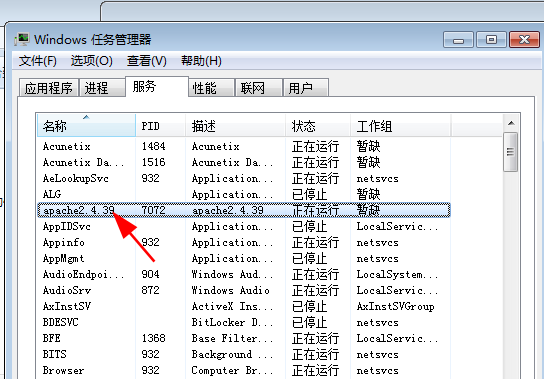 Windows 任务管理器
文件(F) 选项(O) 查看(V) 帮助(H)
应用程序 进程 服务 性能 联网 用户
名称 PID 描述 状态 工作组
Acunetix 1484 Acunetix 正在运行 暂缺
Acunetix Da... 1516 Acunetix Da... 正在运行 暂缺
AeLookupSvc 932 Application... 正在运行 netsvcs
ALG Application... 已停止 暂缺
apache2.4.39 7072 apache2.4.39 正在运行 暂缺
AppIDSvc Application... 已停止 LocalServic...
Appinfo 932 Application... 正在运行 netsvcs
AppMgmt Application... 已停止 netsvcs
AudioEndpoi... 904 Windows Aud... 正在运行 LocalSystem...
AudioSrv 872 Windows Audio 正在运行 LocalServic...
AxInstSV ActiveX Ins... 已停止 AxInstSVGroup
BDESVC BitLocker D... 已停止 netsvcs
BFE 1368 Base Filter... 正在运行 LocalServic...
BITS 932 Background ... 正在运行 netsvcs
Browser 932 Computer Br... 正在运行 netsvcs